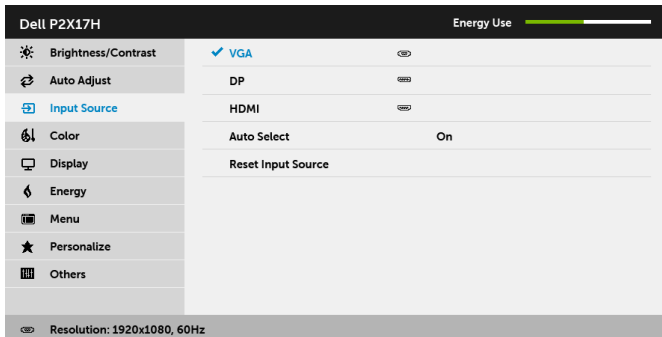 Dell P2X17H Energy Use
Brightness/Contrast VGA
Auto Adjust DP
Input Source HDMI
Color Auto Select On
Display Reset Input Source
Energy
Menu
Personalize
Others
Resolution: 1920x1080, 60Hz